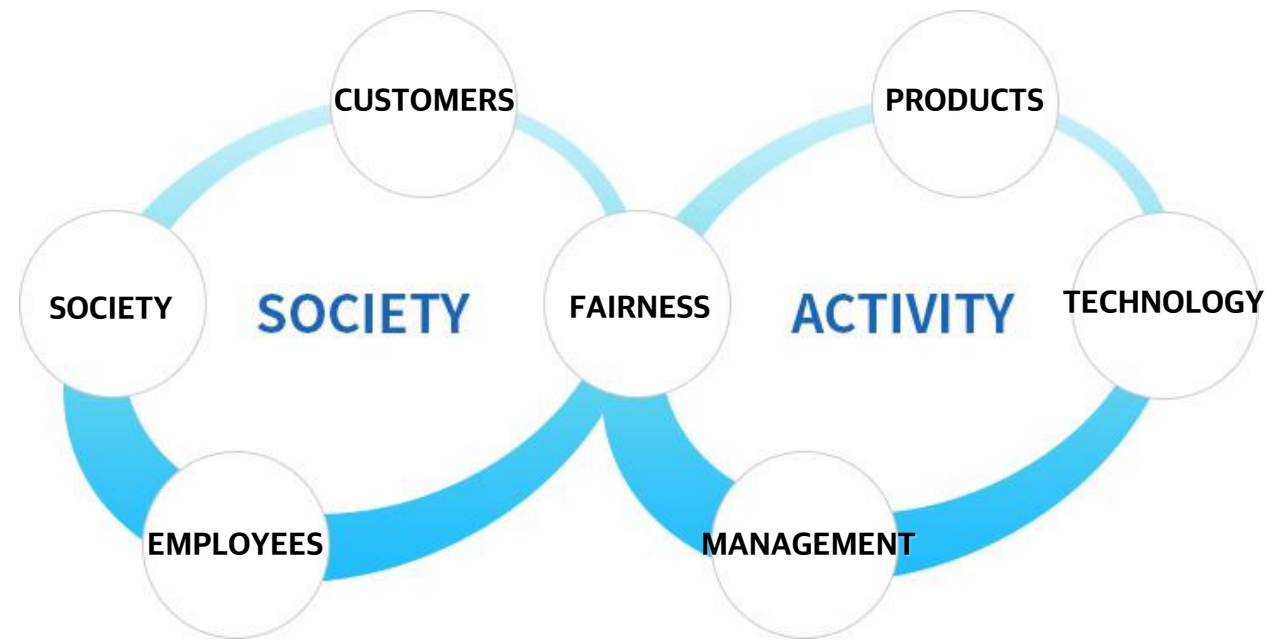 CUSTOMERS
PRODUCTS
SOCIETY
SOCIETY
FAIRNESS
ACTIVITY
TECHNOLOGY
EMPLOYEES
MANAGEMENT